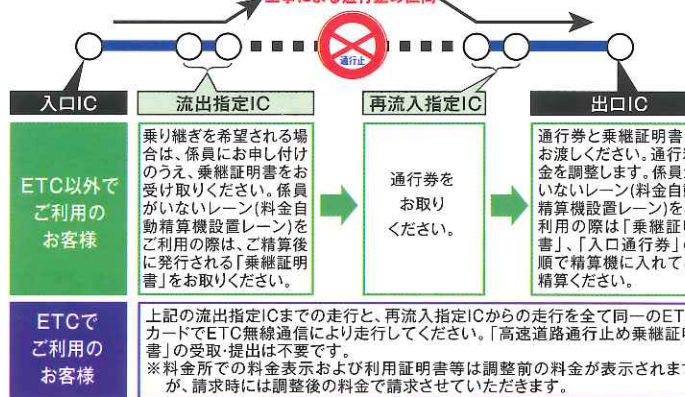 工事による通行止め区間
通行止
入口IC
流出指定IC
再流入指定IC
出口IC
ETC以外で
ご利用の
お客様
乗り継ぎを希望される場
合は、係員にお申し付け
のうえ、乗継証明書をお
受け取りください。係員
がいないレーン(料金自
動精算機設置レーン)を
ご利用の際は、ご精算後
に発行される「乗継証明
書」をお取りください。
通行券を
お取り
ください。
通行券と乗継証明書
お渡しください。通行
金を調整します。係員
いないレーン(料金自
精算機設置レーン)を
利用の際は「乗継証
書」、「入口通行券」
順で精算機に入れて
精算ください。
ETCで
ご利用の
お客様
上記の流出指定ICまでの走行と、再流入指定ICからの走行を全て同一のET
カードでETC無線通信により走行してください。「高速道路通行止め乗継証
書」の受取・提出は不要です。
※料金所での料金表示および利用証明書等は調整前の料金が表示されま
が、請求時には調整後の料金で請求させていただきます。